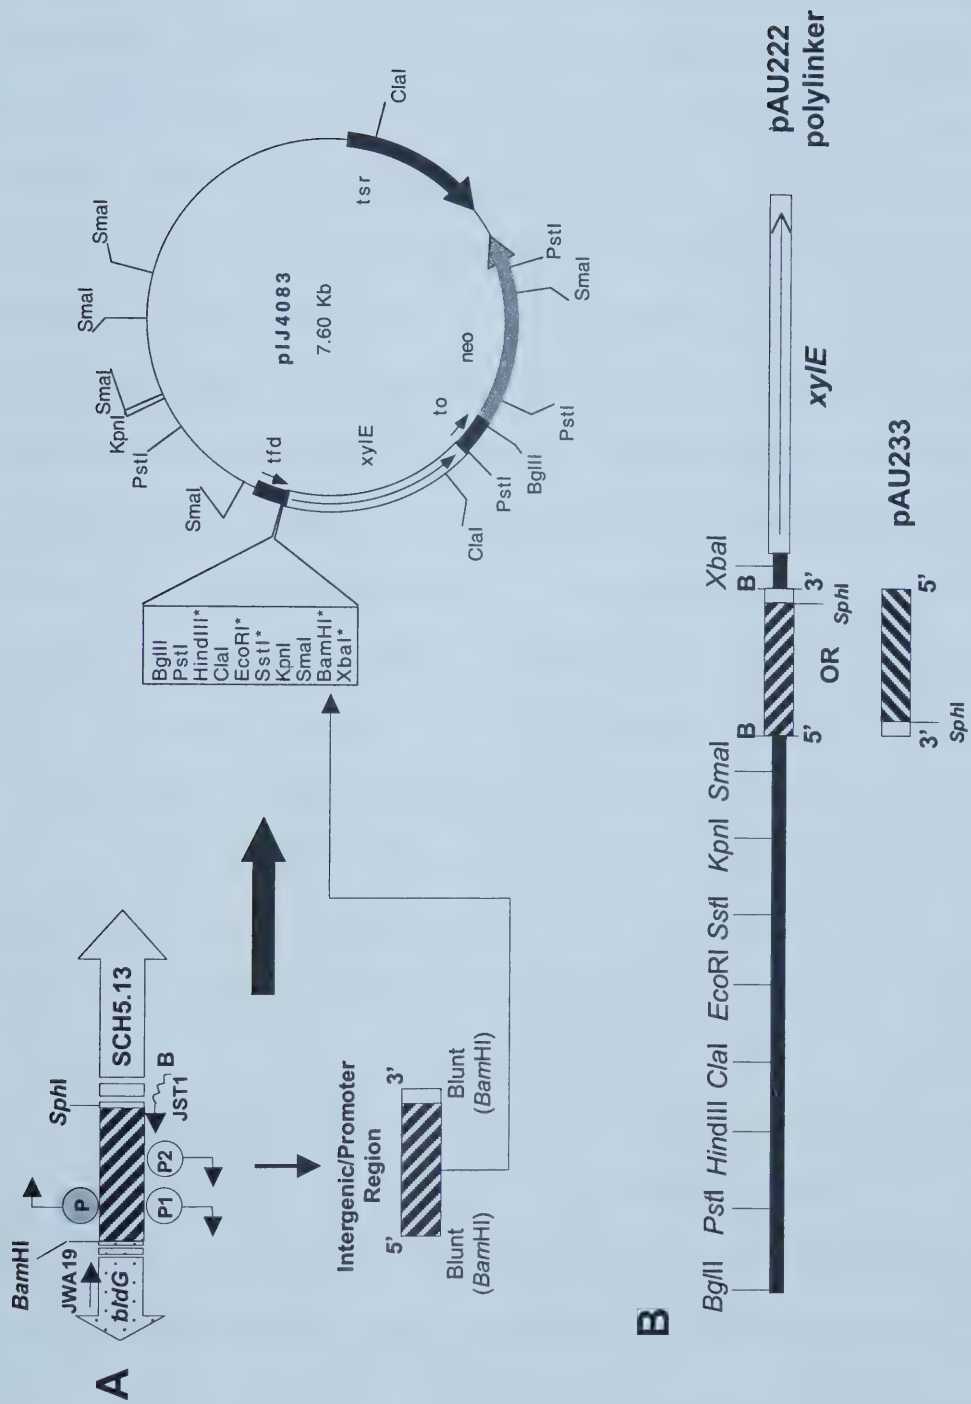 A
BamHI
SphI
JWA19
bldG
P
SCH5.13
P1
P2
B
JST1
Intergenic/Promoter
Region
5'
3'
Blunt
(BamHI)
Blunt
(BamHI)
BglII
PstI
HindIII*
ClaI
EcoRI*
SstI*
KpnI
SmaI
BamHI*
XbaI*
SmaI
PstI
KpnI
SmaI
SmaI
SmaI
ClaI
tsr
pIJ4083
7.60 Kb
tfd
xylE
to
neo
ClaI
PstI
BglII
PstI
SmaI
PstI
B
BglII PstI HindIII ClaI EcoRI SstI KpnI SmaI
B
B
XbaI
5'
3'
SphI
OR
xylE
pAU222
polylinker
3'
5'
SphI
pAU233